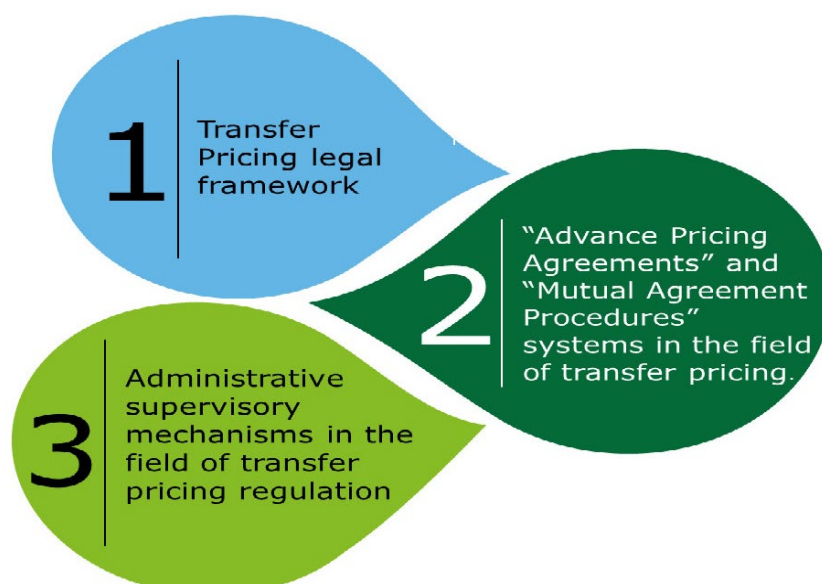 1
Transfer
Pricing legal
framework
2
“Advance Pricing
Agreements” and
“Mutual Agreement
Procedures”
systems in the field
of transfer pricing.
3
Administrative
supervisory
mechanisms in the
field of transfer
pricing regulation